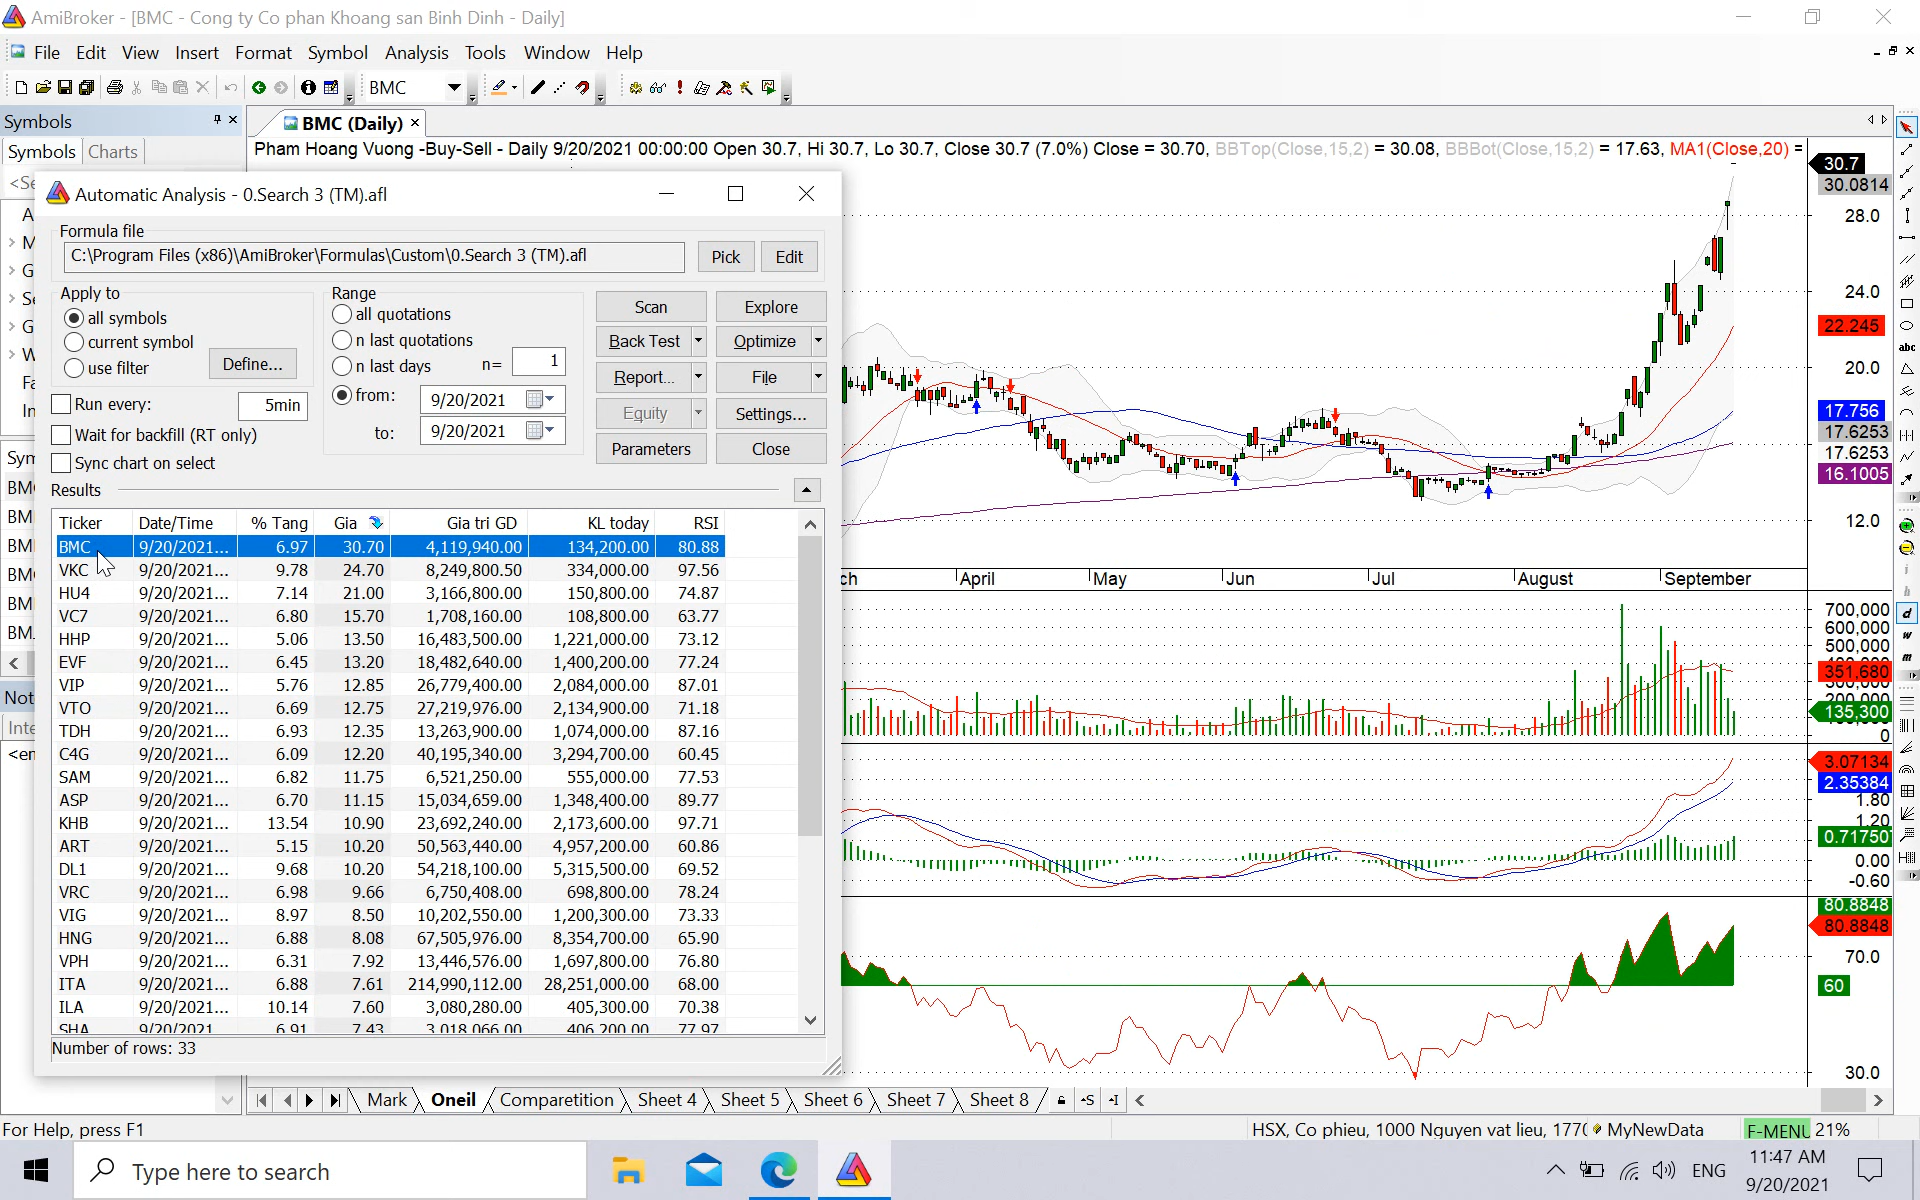 AmiBroker - [BMC - Cong ty Co phan Khoang san Binh Dinh - Daily]
File Edit View Insert Format Symbol Analysis Tools Window Help
BMC
Symbols
BMC (Daily)
Symbols Charts
Pham Hoang Vuong -Buy-Sell - Daily 9/20/2021 00:00:00 Open 30.7, Hi 30.7, Lo 30.7, Close 30.7 (7.0%) Close = 30.70, BBTop(Close,15,2) = 30.08, BBBot(Close,15,2) = 17.63, MA1(Close,20) =
Automatic Analysis - 0.Search 3 (TM).afl
Formula file
C:\Program Files (x86)\AmiBroker\Formulas\Custom\0.Search 3 (TM).afl
Pick Edit
Apply to
all symbols
current symbol
use filter
Define...
Range
all quotations
n last quotations
n last days n= 1
from: 9/20/2021
to: 9/20/2021
Scan Explore
Back Test Optimize
Report... File
Equity Settings...
Parameters Close
Run every: 5min
Wait for backfill (RT only)
Sync chart on select
Results
Ticker Date/Time % Tang Gia Gia tri GD KL today RSI
BMC 9/20/2021... 6.97 30.70 4,119,940.00 134,200.00 80.88
VKC 9/20/2021... 9.78 24.70 8,249,800.50 334,000.00 97.56
HU4 9/20/2021... 7.14 21.00 3,166,800.00 150,800.00 74.87
VC7 9/20/2021... 6.80 15.70 1,708,160.00 108,800.00 63.77
HHP 9/20/2021... 5.06 13.50 16,483,500.00 1,221,000.00 73.12
EVF 9/20/2021... 6.45 13.20 18,482,640.00 1,400,200.00 77.24
VIP 9/20/2021... 5.76 12.85 26,779,400.00 2,084,000.00 87.01
VTO 9/20/2021... 6.69 12.75 27,219,976.00 2,134,900.00 71.18
TDH 9/20/2021... 6.93 12.35 13,263,900.00 1,074,000.00 87.16
C4G 9/20/2021... 6.09 12.20 40,195,340.00 3,294,700.00 60.45
SAM 9/20/2021... 6.82 11.75 6,521,250.00 555,000.00 77.53
ASP 9/20/2021... 6.70 11.15 15,034,659.00 1,348,400.00 89.77
KHB 9/20/2021... 13.54 10.90 23,692,240.00 2,173,600.00 97.71
ART 9/20/2021... 5.15 10.20 50,563,440.00 4,957,200.00 60.86
DL1 9/20/2021... 9.68 10.20 54,218,100.00 5,315,500.00 69.52
VRC 9/20/2021... 6.98 9.66 6,750,408.00 698,800.00 78.24
VIG 9/20/2021... 8.97 8.50 10,202,550.00 1,200,300.00 73.33
HNG 9/20/2021... 6.88 8.08 67,505,976.00 8,354,700.00 65.90
VPH 9/20/2021... 6.31 7.92 13,446,576.00 1,697,800.00 76.80
ITA 9/20/2021... 6.88 7.61 214,990,112.00 28,251,000.00 68.00
ILA 9/20/2021... 10.14 7.60 3,080,280.00 405,300.00 70.38
SHA 9/20/2021 6.91 7.43 3,018,066.00 406,200.00 77.97
Number of rows: 33
30.7
30.0814
28.0
24.0
22.245
20.0
17.756
17.6253
17.6253
16.1005
12.0
ch April May Jun Jul August September
700,000
600,000
500,000
351,680
135,300
0
3.07134
2.35384
1.80
1.20
0.71750
0.00
-0.60
80.8848
80.8848
70.0
60
30.0
abc
d
w
m
Mark Oneil Comparetition Sheet 4 Sheet 5 Sheet 6 Sheet 7 Sheet 8
For Help, press F1
HSX, Co phieu, 1000 Nguyen vat lieu, 177 MyNewData F-MENU 21%
Type here to search
ENG
11:47 AM
9/20/2021